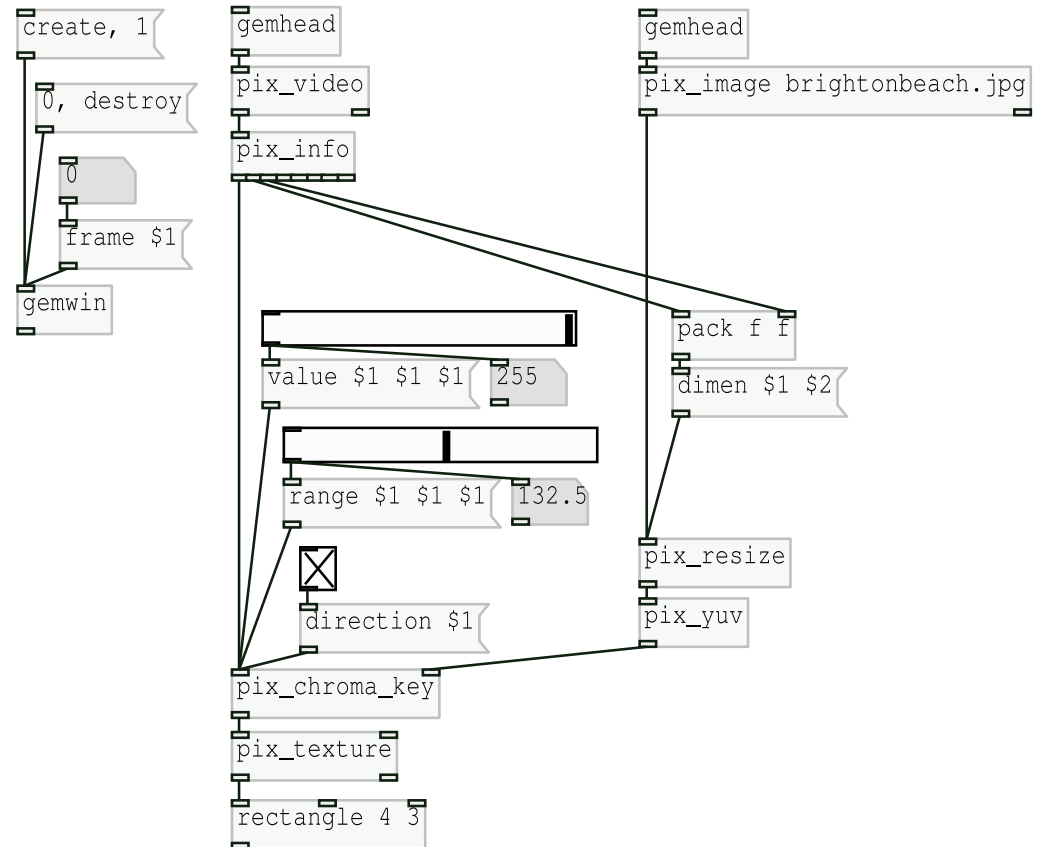 create, 1
0, destroy
0
frame $1
gemwin
gemhead
pix_video
pix_info
value $1 $1 $1
255
range $1 $1 $1
132.5
direction $1
pix_chroma_key
pix_texture
rectangle 4 3
gemhead
pix_image brightonbeach.jpg
pack f f
dimen $1 $2
pix_resize
pix_yuv